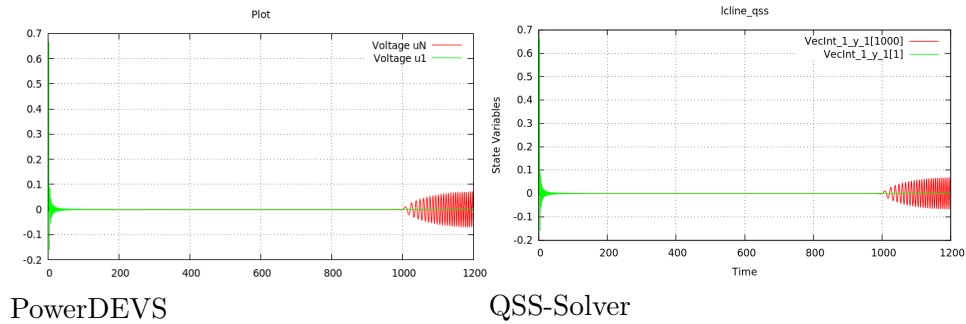 Plot
Voltage uN
Voltage u1
0.7
0.6
0.5
0.4
0.3
0.2
0.1
0
-0.1
-0.2
0 200 400 600 800 1000 1200
PowerDEVS
lcline_qss
VecInt_1_y_1[1000]
VecInt_1_y_1[1]
State Variables
0.7
0.6
0.5
0.4
0.3
0.2
0.1
0
-0.1
-0.2
0 200 400 600 800 1000 1200
Time
QSS-Solver